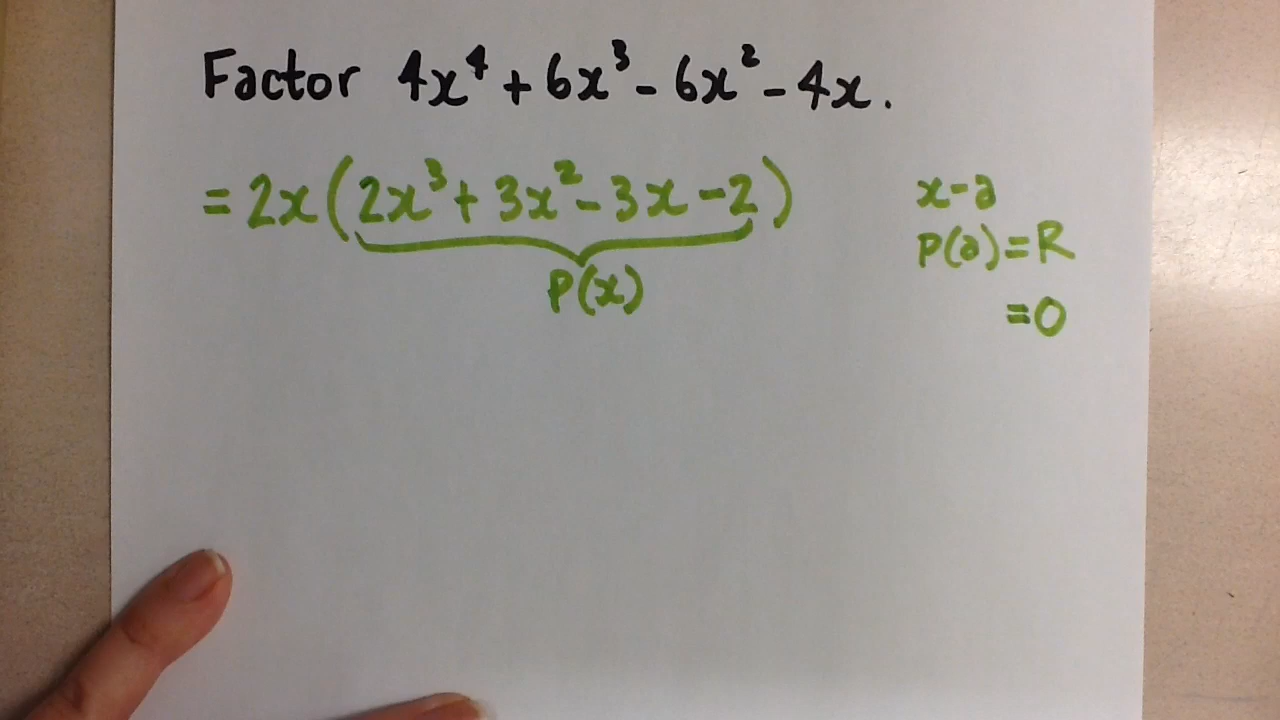 Factor 4x⁴ + 6x³ - 6x² - 4x.
= 2x(2x³ + 3x² - 3x - 2)
P(x)
x-a
P(a) = R
= 0